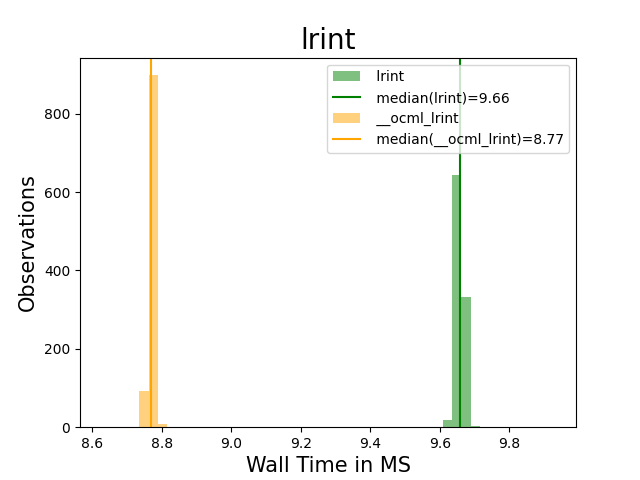 lrint
lrint
median(lrint)=9.66
__ocml_lrint
median(__ocml_lrint)=8.77
Observations
800
600
400
200
0
8.6 8.8 9.0 9.2 9.4 9.6 9.8
Wall Time in MS